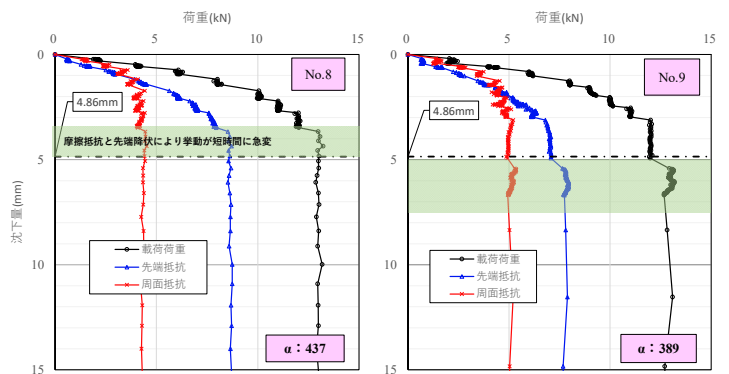 荷重(kN)
0
5
10
15
0
5
10
15
沈下量(mm)
No.8
4.86mm
摩擦抵抗と先端降伏により挙動が短時間に急変
載荷荷重
先端抵抗
周面抵抗
α：437
荷重(kN)
0
5
10
15
0
5
10
15
No.9
4.86mm
載荷荷重
先端抵抗
周面抵抗
α：389